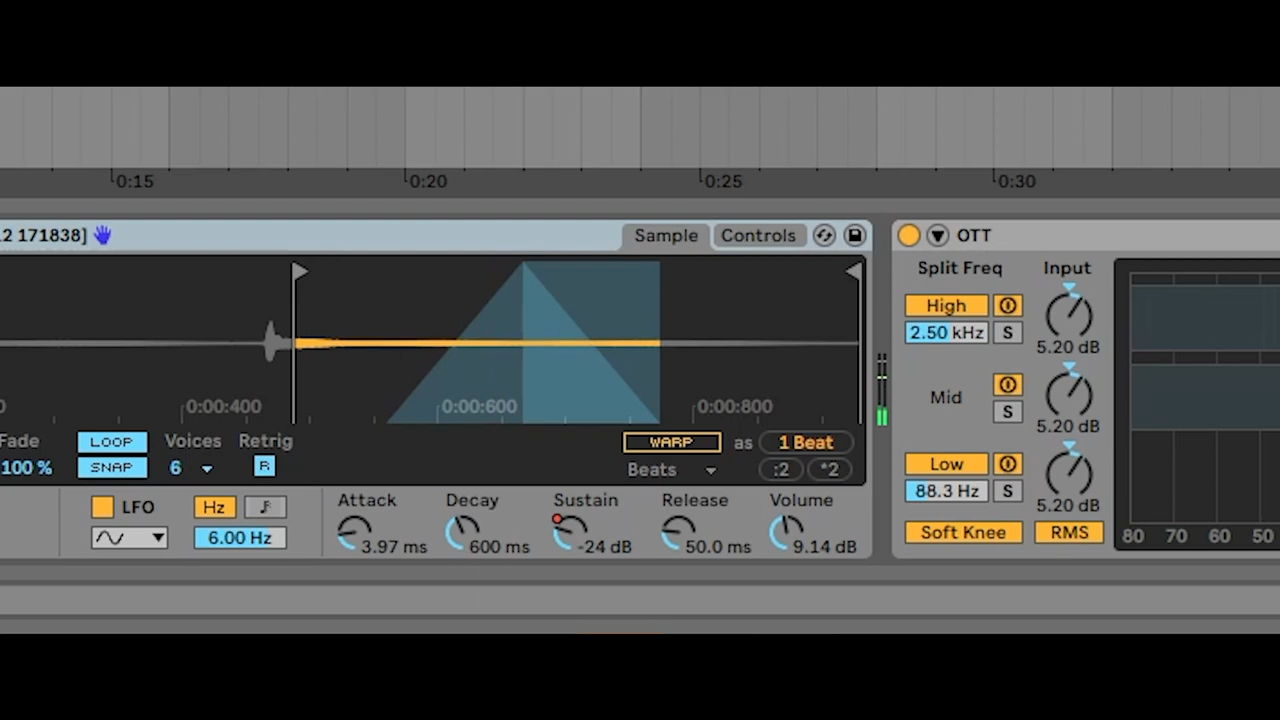 0:15 0:20 0:25 0:30
.2 171838] Sample Controls OTT
Split Freq Input
High
2.50 kHz S 5.20 dB
0:00:400 0:00:600 0:00:800
Mid S 5.20 dB
Fade LOOP Voices Retrig WARP as 1 Beat
100 % SNAP 6 R Beats :2 *2
Low
88.3 Hz S 5.20 dB
LFO Hz Attack Decay Sustain Release Volume
6.00 Hz 3.97 ms 600 ms -24 dB 50.0 ms 9.14 dB
Soft Knee RMS 80 70 60 50